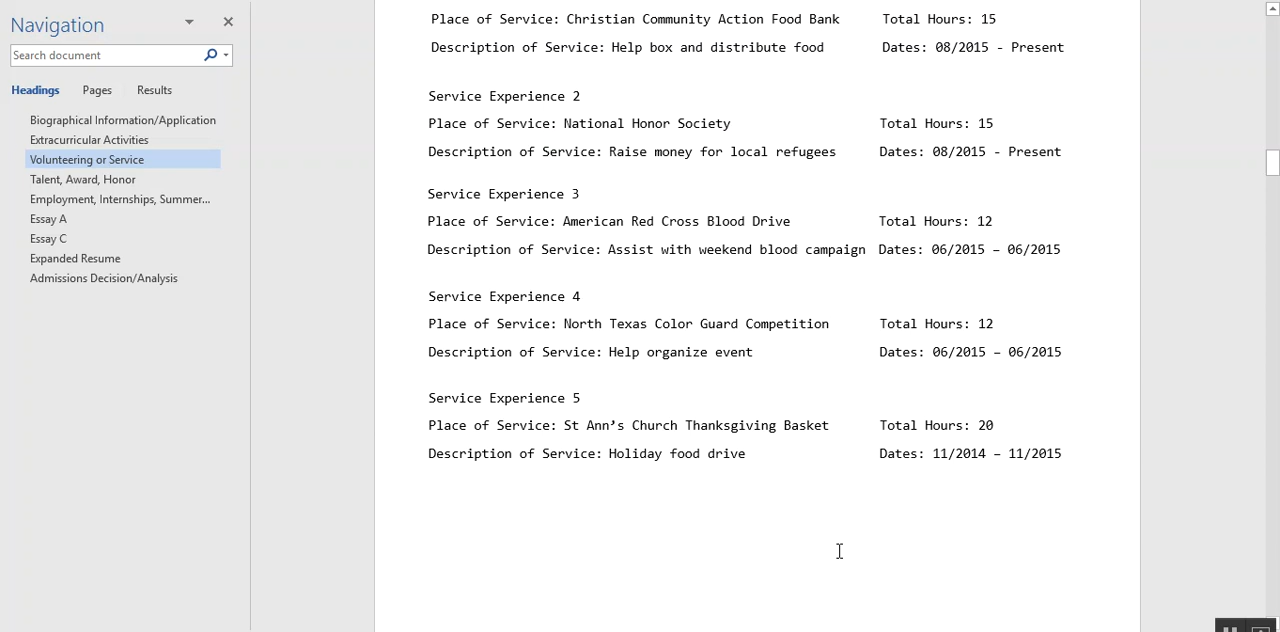 Navigation
Search document
Headings Pages Results
Biographical Information/Application
Extracurricular Activities
Volunteering or Service
Talent, Award, Honor
Employment, Internships, Summer...
Essay A
Essay C
Expanded Resume
Admissions Decision/Analysis
Place of Service: Christian Community Action Food Bank Total Hours: 15
Description of Service: Help box and distribute food Dates: 08/2015 - Present
Service Experience 2
Place of Service: National Honor Society Total Hours: 15
Description of Service: Raise money for local refugees Dates: 08/2015 - Present
Service Experience 3
Place of Service: American Red Cross Blood Drive Total Hours: 12
Description of Service: Assist with weekend blood campaign Dates: 06/2015 – 06/2015
Service Experience 4
Place of Service: North Texas Color Guard Competition Total Hours: 12
Description of Service: Help organize event Dates: 06/2015 – 06/2015
Service Experience 5
Place of Service: St Ann’s Church Thanksgiving Basket Total Hours: 20
Description of Service: Holiday food drive Dates: 11/2014 – 11/2015